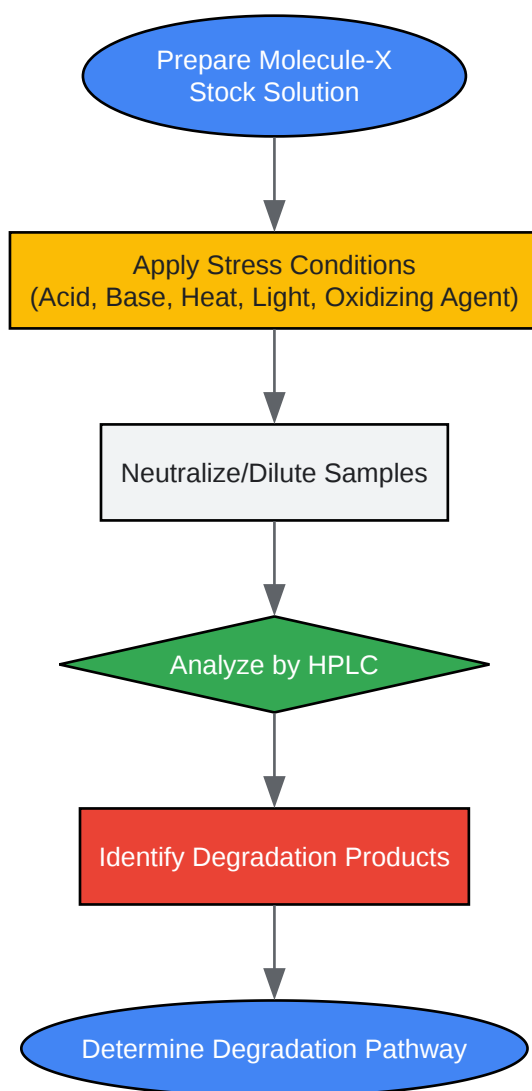 Prepare Molecule-X
Stock Solution
Apply Stress Conditions
(Acid, Base, Heat, Light, Oxidizing Agent)
Neutralize/Dilute Samples
Analyze by HPLC
Identify Degradation Products
Determine Degradation Pathway